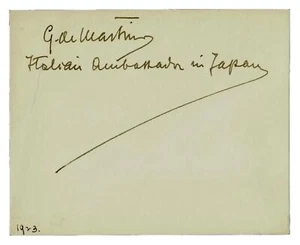 G. de Martino
Italian Ambassador in Japan
1923.